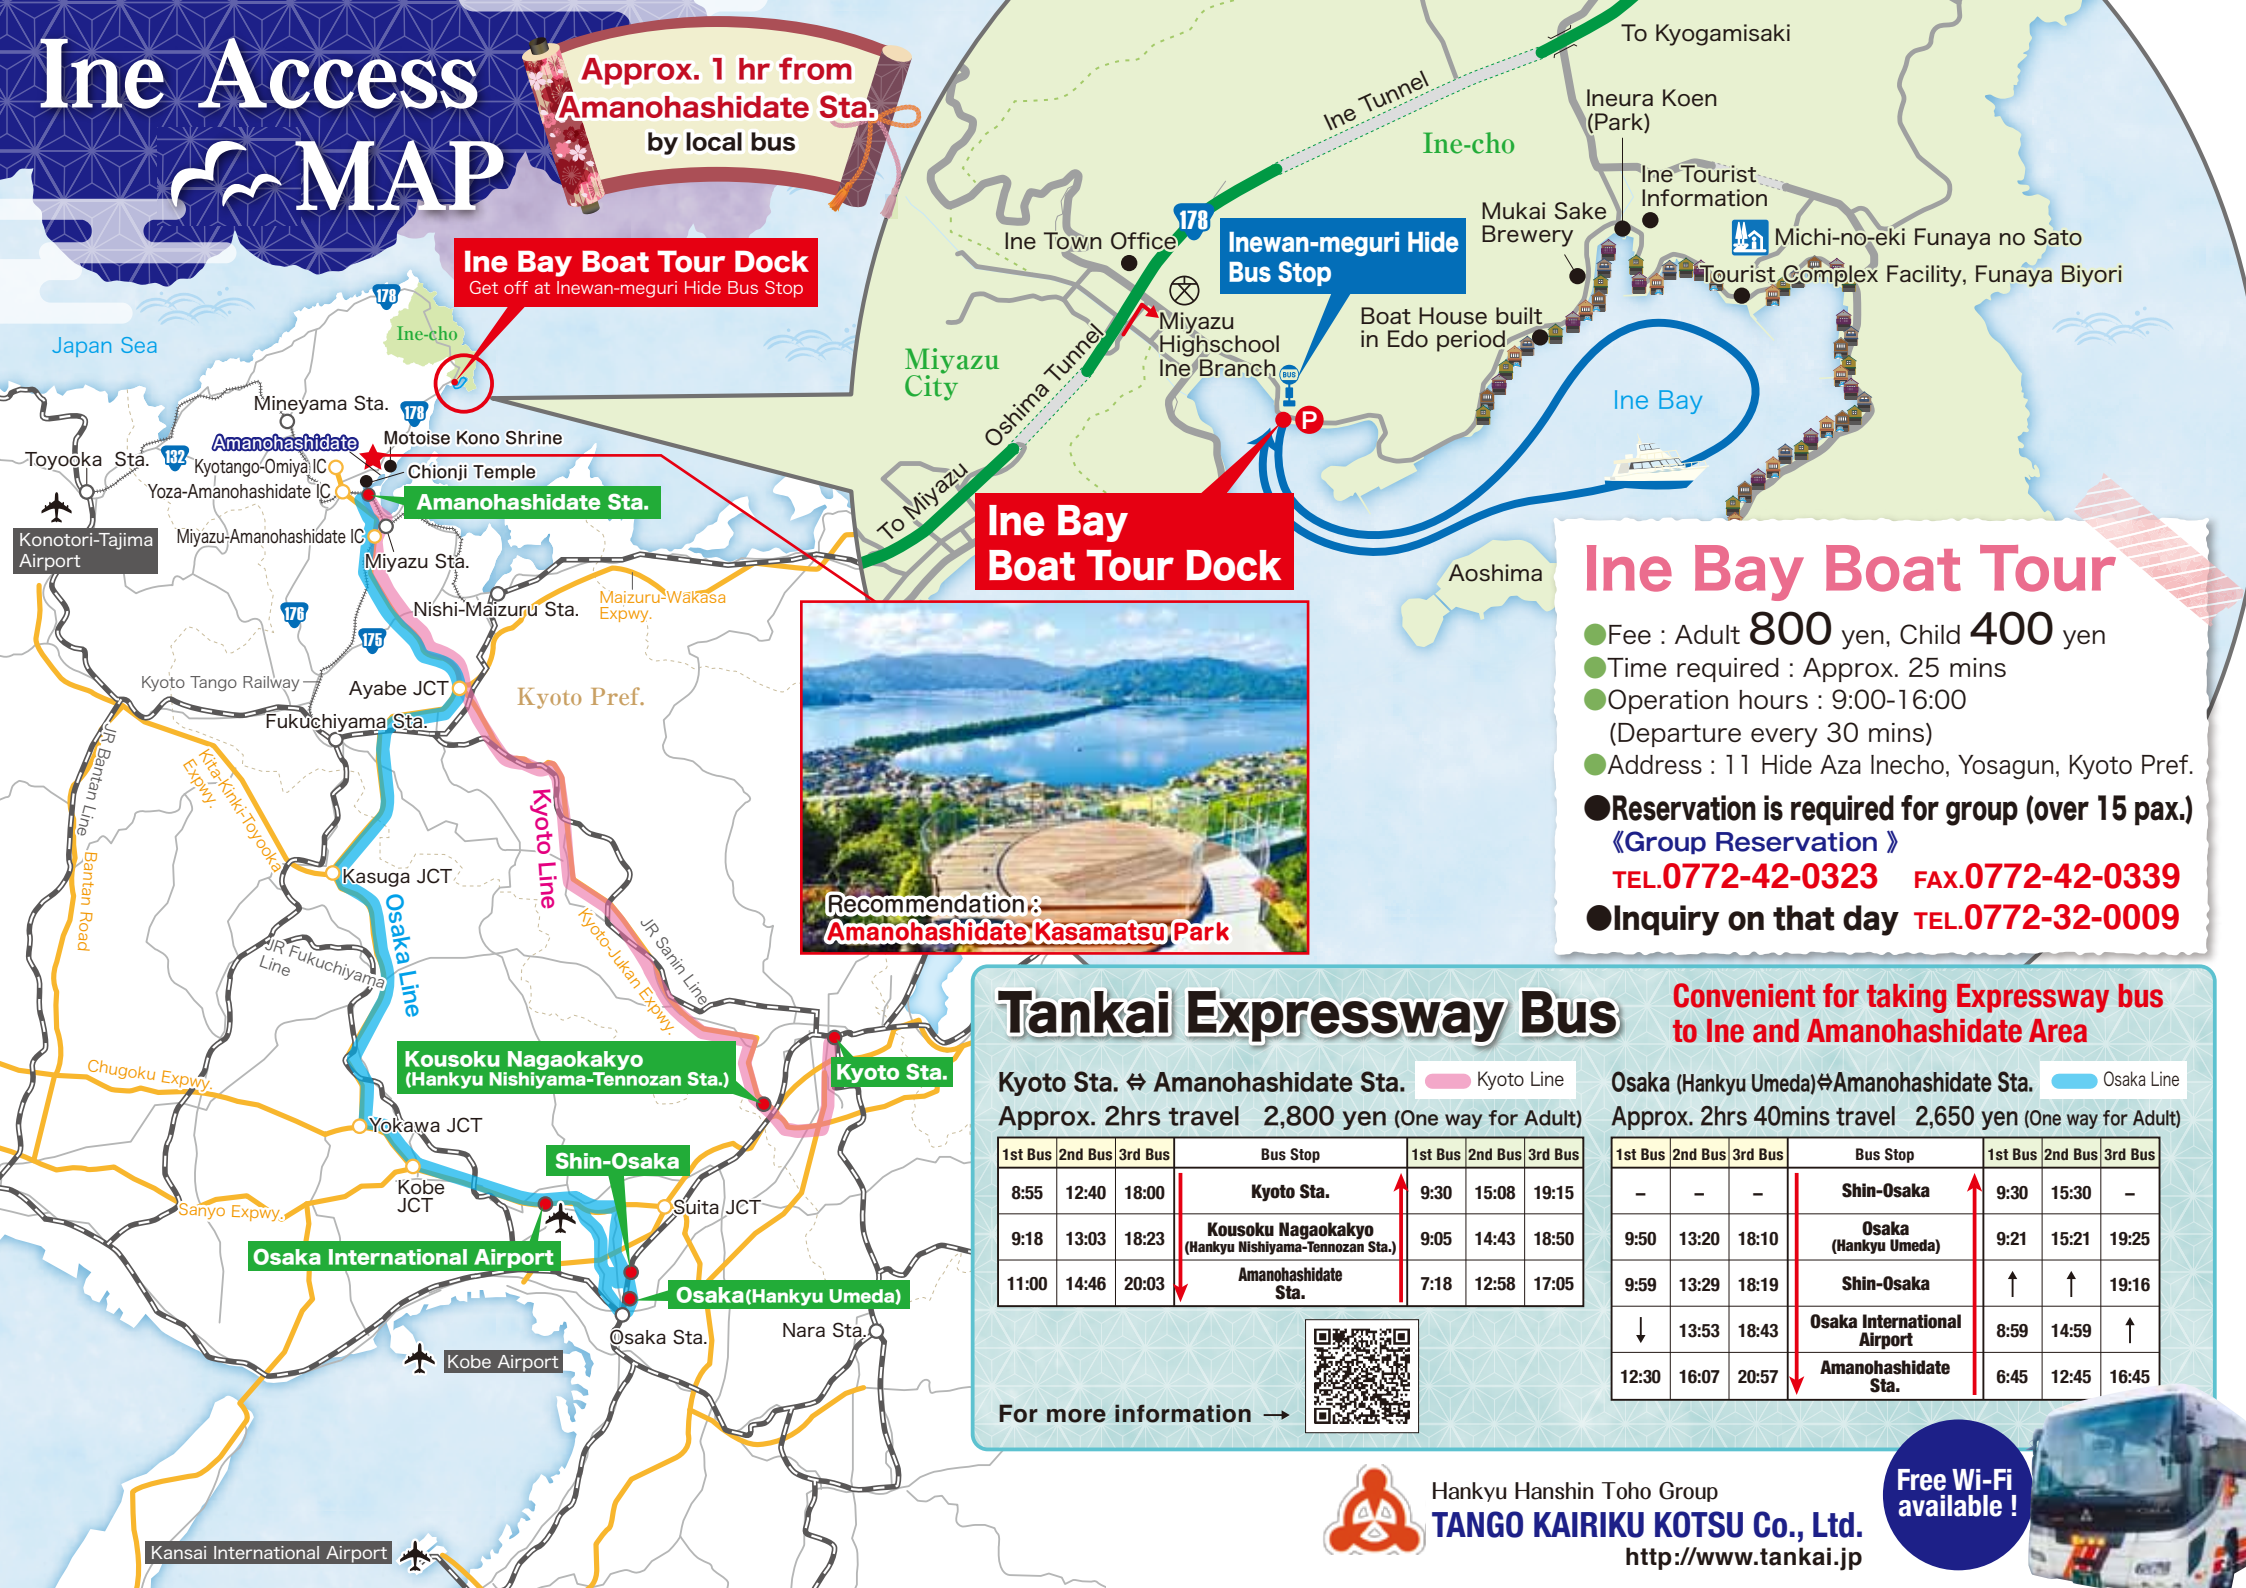 Ine Access
MAP
Approx. 1 hr from
Amanohashidate Sta.
by local bus
Ine Bay Boat Tour Dock
Get off at Inewan-meguri Hide Bus Stop
178
Ine-cho
Japan Sea
Mineyama Sta.
178
Amanohashidate
Motoise Kono Shrine
Toyooka Sta.
132
Kyotango-Omiya IC
Chionji Temple
Yoza-Amanohashidate IC
Amanohashidate Sta.
Konotori-Tajima
Airport
Miyazu-Amanohashidate IC
Miyazu Sta.
Nishi-Maizuru Sta.
Maizuru-Wakasa
Expwy.
176
175
Kyoto Tango Railway
Ayabe JCT
Kyoto Pref.
Fukuchiyama Sta.
JR Bantan Line
Kita-Kinki-Toyooka
Expwy.
Kyoto Line
Bantan Road
Kasuga JCT
Osaka Line
JR Fukuchiyama
Line
Kyoto-Jukan Expwy.
JR Sanin Line
Kousoku Nagaokakyo
(Hankyu Nishiyama-Tennozan Sta.)
Kyoto Sta.
Chugoku Expwy.
Yokawa JCT
Shin-Osaka
Kobe
JCT
Sanyo Expwy.
Suita JCT
Osaka International Airport
Osaka(Hankyu Umeda)
Osaka Sta.
Nara Sta.
Kobe Airport
Kansai International Airport
To Kyogamisaki
Ine Tunnel
Ineura Koen
(Park)
Ine-cho
Ine Tourist
Information
Mukai Sake
Brewery
178
Ine Town Office
Inewan-meguri Hide
Bus Stop
Michi-no-eki Funaya no Sato
Tourist Complex Facility, Funaya Biyori
Boat House built
in Edo period
Miyazu
Highschool
Ine Branch
BUS
Miyazu
City
Oshima Tunnel
Ine Bay
P
To Miyazu
Ine Bay
Boat Tour Dock
Aoshima
Recommendation :
Amanohashidate Kasamatsu Park
Ine Bay Boat Tour
●Fee : Adult 800 yen, Child 400 yen
●Time required : Approx. 25 mins
●Operation hours : 9:00-16:00
(Departure every 30 mins)
●Address : 11 Hide Aza Inecho, Yosagun, Kyoto Pref.
●Reservation is required for group (over 15 pax.)
《Group Reservation 》
TEL.0772-42-0323 FAX.0772-42-0339
●Inquiry on that day TEL.0772-32-0009
Tankai Expressway Bus
Convenient for taking Expressway bus
to Ine and Amanohashidate Area
Kyoto Sta. ⇔ Amanohashidate Sta. Kyoto Line
Approx. 2hrs travel 2,800 yen (One way for Adult)
1st Bus 2nd Bus 3rd Bus Bus Stop 1st Bus 2nd Bus 3rd Bus
8:55 12:40 18:00 Kyoto Sta. 9:30 15:08 19:15
9:18 13:03 18:23 Kousoku Nagaokakyo (Hankyu Nishiyama-Tennozan Sta.) 9:05 14:43 18:50
11:00 14:46 20:03 Amanohashidate Sta. 7:18 12:58 17:05
For more information →
Osaka (Hankyu Umeda)⇔Amanohashidate Sta. Osaka Line
Approx. 2hrs 40mins travel 2,650 yen (One way for Adult)
1st Bus 2nd Bus 3rd Bus Bus Stop 1st Bus 2nd Bus 3rd Bus
– – – Shin-Osaka 9:30 15:30 –
9:50 13:20 18:10 Osaka (Hankyu Umeda) 9:21 15:21 19:25
9:59 13:29 18:19 Shin-Osaka ↑ ↑ 19:16
↓ 13:53 18:43 Osaka International Airport 8:59 14:59 ↑
12:30 16:07 20:57 Amanohashidate Sta. 6:45 12:45 16:45
Hankyu Hanshin Toho Group
TANGO KAIRIKU KOTSU Co., Ltd.
http://www.tankai.jp
Free Wi-Fi
available !